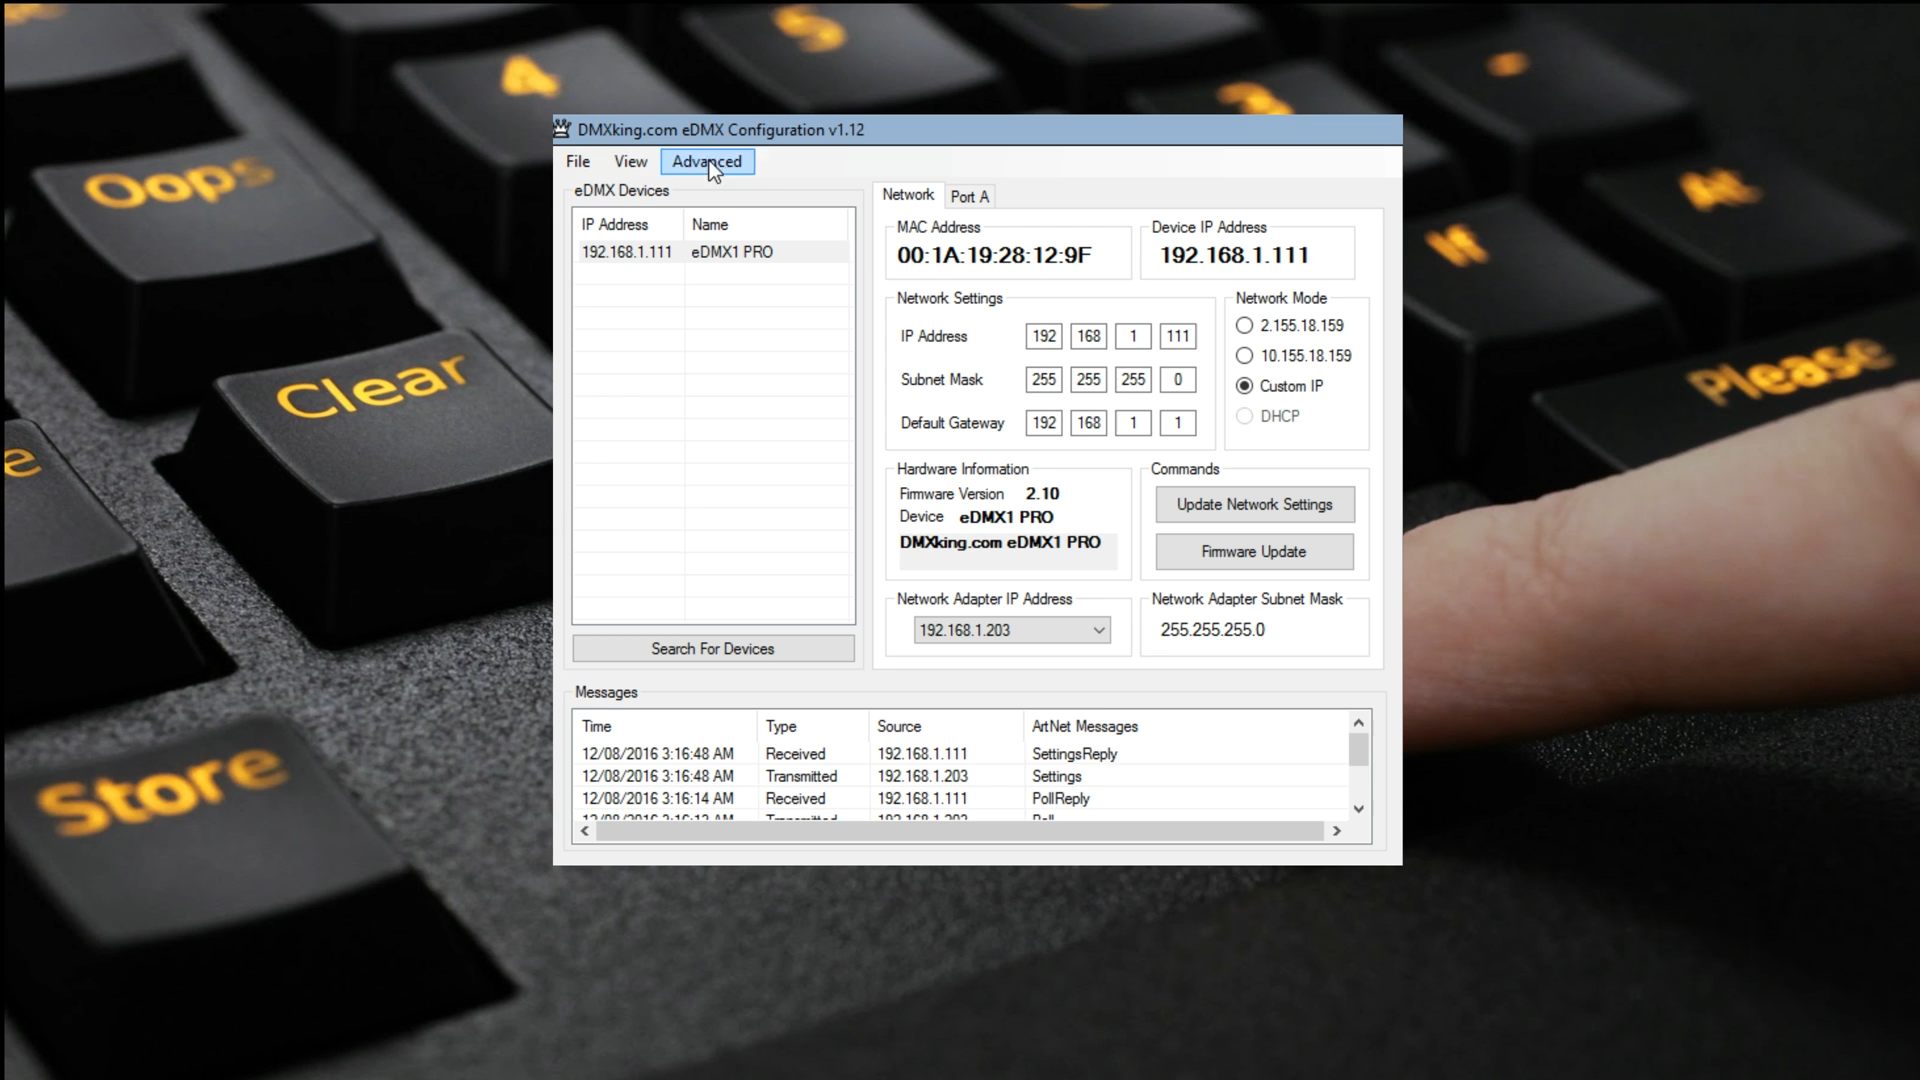 4
5
3
Oops
At
If
Clear
Please
e
Store
DMXking.com eDMX Configuration v1.12
File View Advanced
eDMX Devices
IP Address Name
192.168.1.111 eDMX1 PRO
Search For Devices
Network Port A
MAC Address
00:1A:19:28:12:9F
Device IP Address
192.168.1.111
Network Settings
IP Address 192 168 1 111
Subnet Mask 255 255 255 0
Default Gateway 192 168 1 1
Network Mode
2.155.18.159
10.155.18.159
Custom IP
DHCP
Hardware Information
Firmware Version 2.10
Device eDMX1 PRO
DMXking.com eDMX1 PRO
Commands
Update Network Settings
Firmware Update
Network Adapter IP Address
192.168.1.203
Network Adapter Subnet Mask
255.255.255.0
Messages
Time Type Source ArtNet Messages
12/08/2016 3:16:48 AM Received 192.168.1.111 SettingsReply
12/08/2016 3:16:48 AM Transmitted 192.168.1.203 Settings
12/08/2016 3:16:14 AM Received 192.168.1.111 PollReply